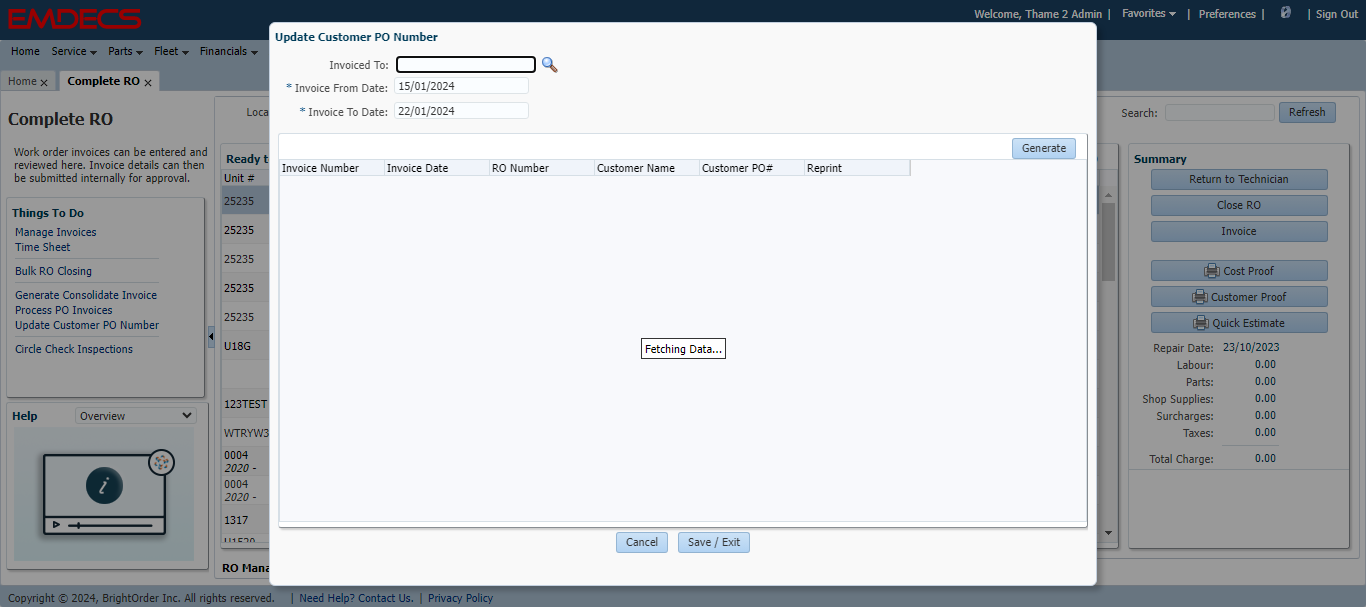 EMDECS
Welcome, Thame 2 Admin | Favorites | Preferences | | Sign Out
Home Service Parts Fleet Financials
Home x Complete RO x
Complete RO
Work order invoices can be entered and
reviewed here. Invoice details can then
be submitted internally for approval.
Things To Do
Manage Invoices
Time Sheet
Bulk RO Closing
Generate Consolidate Invoice
Process PO Invoices
Update Customer PO Number
Circle Check Inspections
Help Overview
i
Loca
Ready t
Unit #
25235
25235
25235
25235
25235
U18G
123TEST
WTRYW3
0004
2020 -
0004
2020 -
1317
U1520
RO Mana
Update Customer PO Number
Invoiced To:
* Invoice From Date: 15/01/2024
* Invoice To Date: 22/01/2024
Generate
Invoice Number Invoice Date RO Number Customer Name Customer PO# Reprint
Fetching Data...
Cancel Save / Exit
Search: Refresh
Summary
Return to Technician
Close RO
Invoice
Cost Proof
Customer Proof
Quick Estimate
Repair Date: 23/10/2023
Labour: 0.00
Parts: 0.00
Shop Supplies: 0.00
Surcharges: 0.00
Taxes: 0.00
Total Charge: 0.00
Copyright © 2024, BrightOrder Inc. All rights reserved. | Need Help? Contact Us. | Privacy Policy